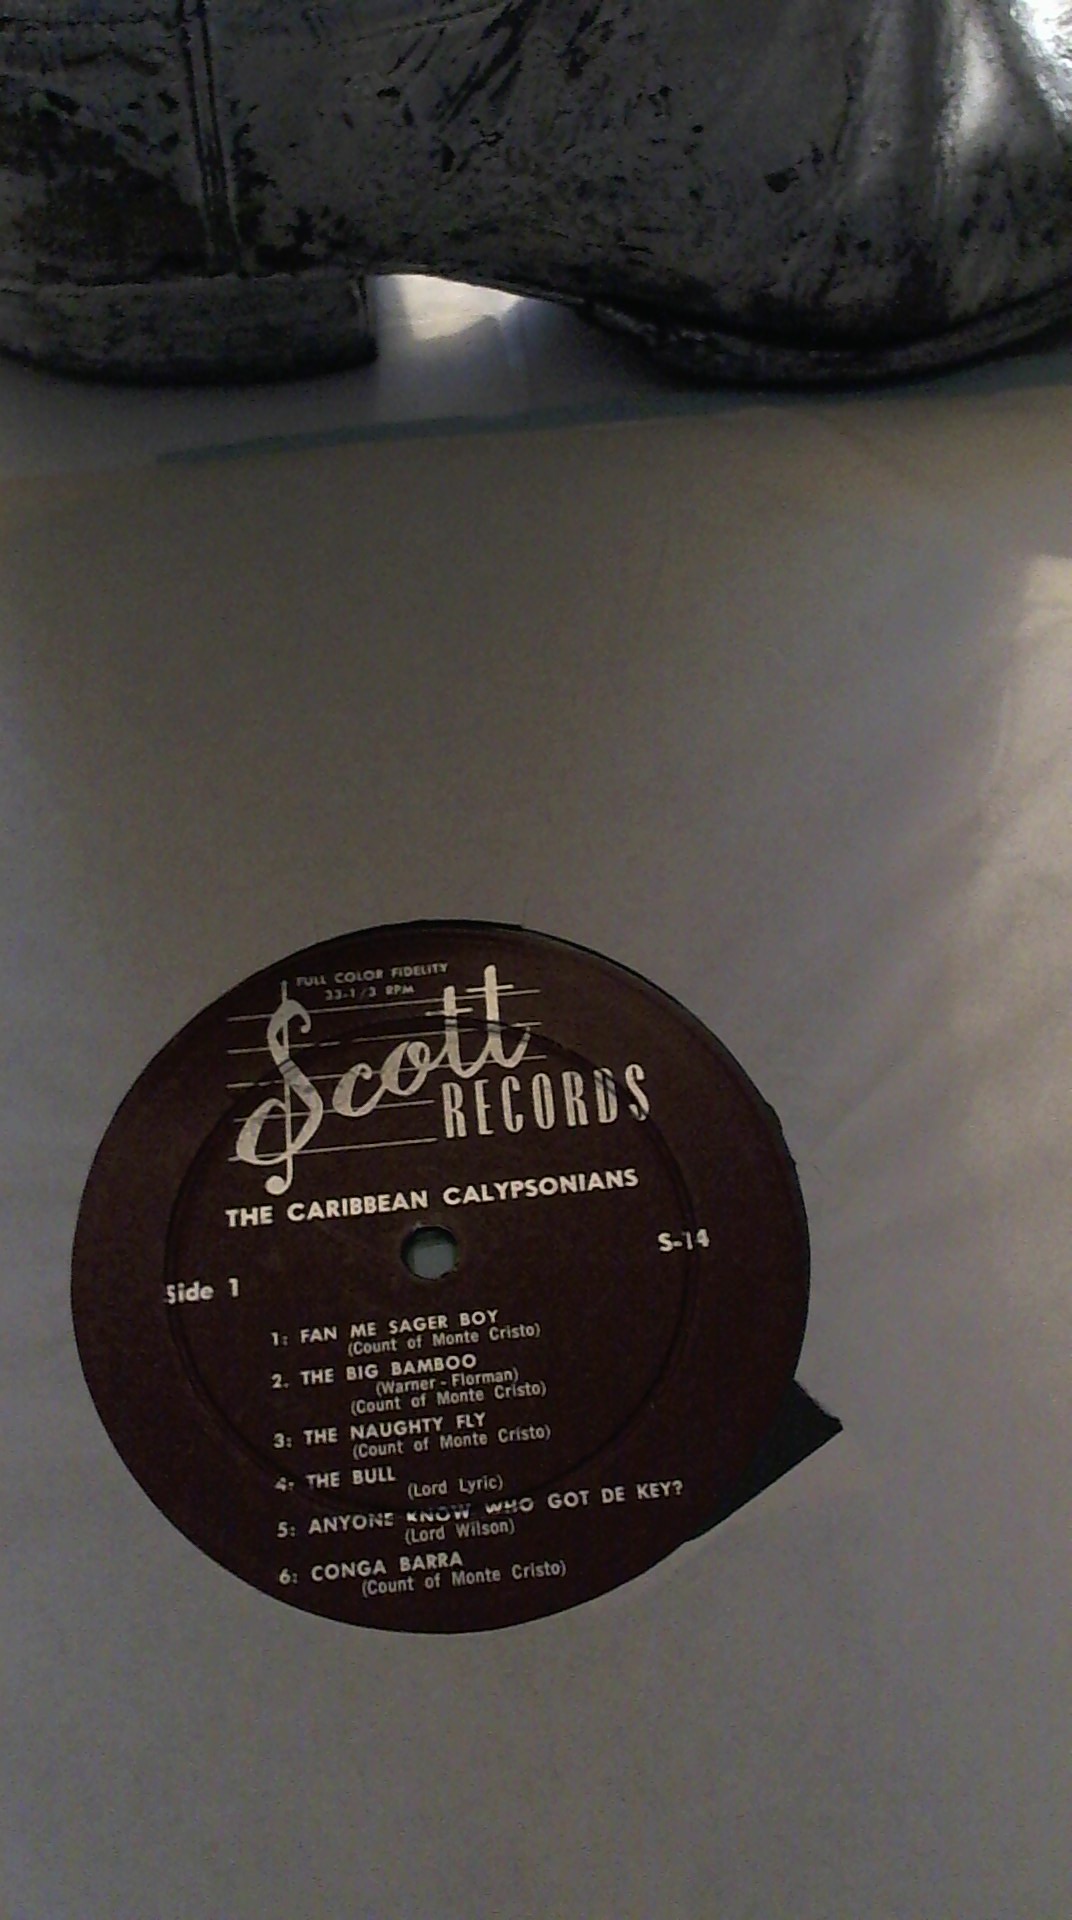 FULL COLOR FIDELITY
33-1/3 RPM
Scott
RECORDS
THE CARIBBEAN CALYPSONIANS
S-14
Side 1
1: FAN ME SAGER BOY
(Count of Monte Cristo)
2. THE BIG BAMBOO
(Warner-Florman)
(Count of Monte Cristo)
3: THE NAUGHTY FLY
(Count of Monte Cristo)
4: THE BULL
(Lord Lyric)
5: ANYONE KNOW WHO GOT DE KEY?
(Lord Wilson)
6: CONGA BARRA
(Count of Monte Cristo)